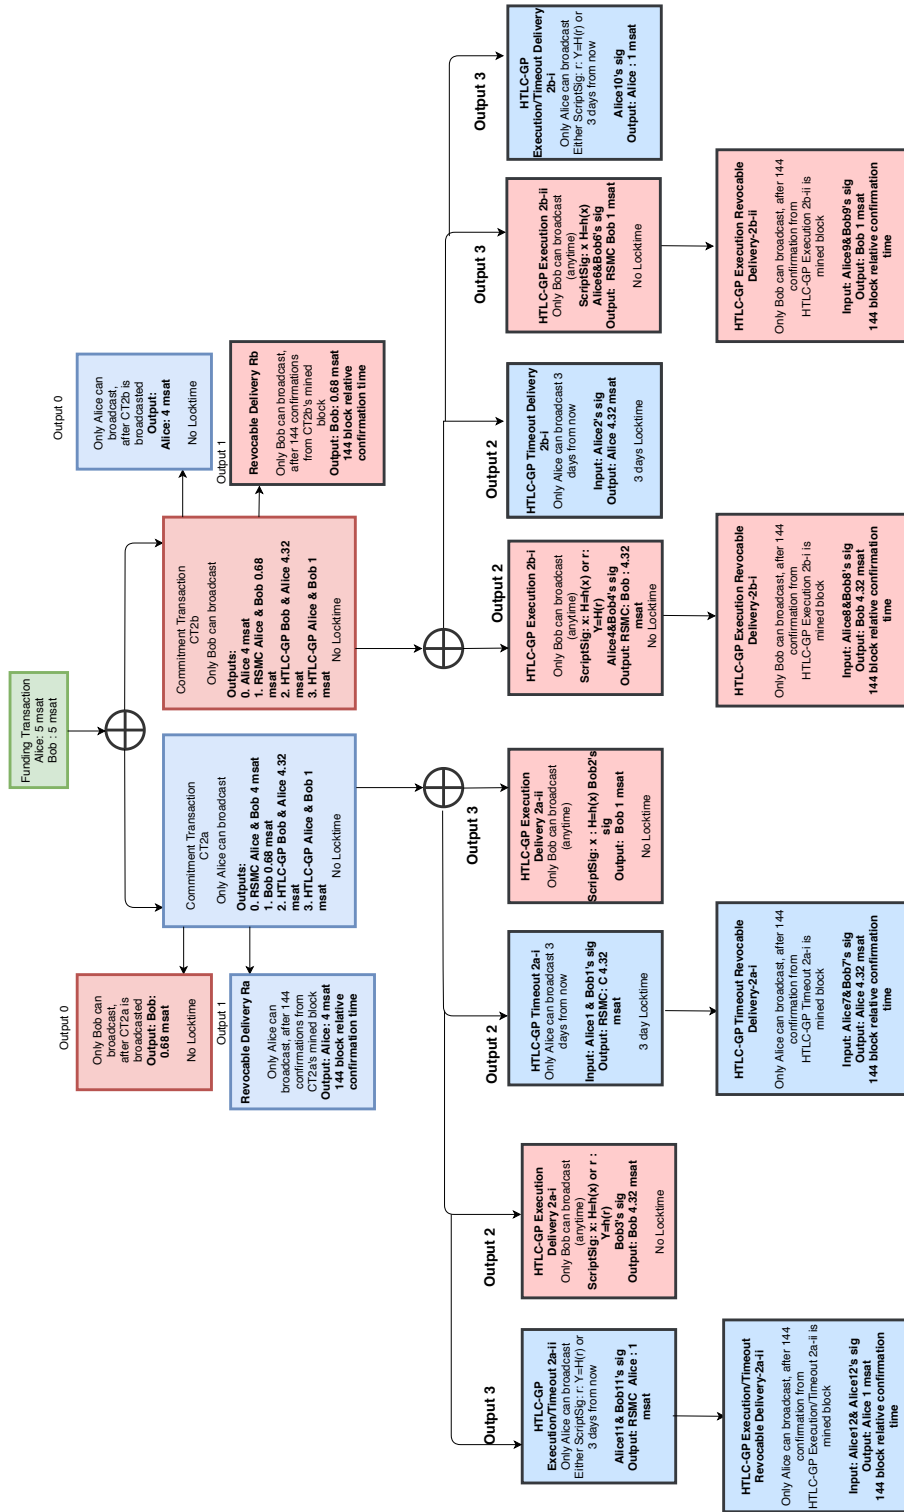 Funding Transaction
Alice: 5 msat
Bob : 5 msat
Output 0
Only Bob can
broadcast,
after CT2a is
broadcasted
Output: Bob:
0.68 msat
No Locktime
Output 1
Revocable Delivery Ra
Only Alice can
broadcast, after 144
confirmations from
CT2a's mined block
Output: Alice: 4 msat
144 block relative
confirmation time
Commitment Transaction
CT2a
Only Alice can broadcast
Outputs:
0. RSMC Alice & Bob 4 msat
1. Bob 0.68 msat
2. HTLC-GP Bob & Alice 4.32
msat
3. HTLC-GP Alice & Bob 1
msat
No Locktime
Commitment Transaction
CT2b
Only Bob can broadcast
Outputs:
0. Alice 4 msat
1. RSMC Alice & Bob 0.68
msat
2. HTLC-GP Bob & Alice 4.32
msat
3. HTLC-GP Alice & Bob 1
msat
No Locktime
Output 0
Only Alice can
broadcast,
after CT2b is
broadcasted
Output:
Alice: 4 msat
No Locktime
Output 1
Revocable Delivery Rb
Only Bob can broadcast,
after 144 confirmations
from CT2b's mined
block
Output: Bob: 0.68 msat
144 block relative
confirmation time
Output 3
HTLC-GP
Execution/Timeout 2a-ii
Only Alice can broadcast
Either ScriptSig: r: Y=H(r) or
3 days from now
Alice11& Bob11's sig
Output: RSMC Alice : 1
msat
Output 2
HTLC-GP Execution
Delivery 2a-i
Only Bob can broadcast
(anytime)
ScriptSig: x: H=h(x) or r :
Y=h(r)
Bob3's sig
Output: Bob 4.32 msat
No Locktime
Output 2
HTLC-GP Timeout 2a-i
Only Alice can broadcast 3
days from now
Input: Alice1 & Bob1's sig
Output: RSMC: C 4.32
msat
3 day Locktime
Output 3
HTLC-GP Execution
Delivery 2a-ii
Only Bob can broadcast
(anytime)
ScriptSig: x : H=h(x) Bob2's
sig
Output: Bob 1 msat
No Locktime
Output 2
HTLC-GP Execution 2b-i
Only Bob can broadcast
(anytime)
ScriptSig: x: H=h(x) or r:
Y=H(r)
Alice4&Bob4's sig
Output: RSMC: Bob : 4.32
msat
No Locktime
Output 2
HTLC-GP Timeout Delivery
2b-i
Only Alice can broadcast 3
days from now
Input: Alice2's sig
Output: Alice 4.32 msat
3 days Locktime
Output 3
HTLC-GP Execution 2b-ii
Only Bob can broadcast
(anytime)
ScriptSig: x H=h(x)
Alice6&Bob6's sig
Output: RSMC Bob 1 msat
No Locktime
Output 3
HTLC-GP
Execution/Timeout Delivery
2b-i
Only Alice can broadcast
Either ScriptSig: r: Y=H(r) or
3 days from now
Alice10's sig
Output: Alice : 1 msat
HTLC-GP Execution/Timeout
Revocable Delivery-2a-ii
Only Alice can broadcast, after 144
confirmation from
HTLC-GP Execution/Timeout 2a-ii is
mined block
Input: Alice12& Alice12's sig
Output: Alice 1 msat
144 block relative confirmation
time
HTLC-GP Timeout Revocable
Delivery-2a-i
Only Alice can broadcast, after 144
confirmation from
HTLC-GP Timeout 2a-i is
mined block
Input: Alice7&Bob7's sig
Output: Alice 4.32 msat
144 block relative confirmation
time
HTLC-GP Execution Revocable
Delivery-2b-i
Only Bob can broadcast, after 144
confirmation from
HTLC-GP Execution 2b-i is
mined block
Input: Alice8&Bob8's sig
Output: Bob 4.32 msat
144 block relative confirmation
time
HTLC-GP Execution Revocable
Delivery-2b-ii
Only Bob can broadcast, after 144
confirmation from
HTLC-GP Execution 2b-ii is
mined block
Input: Alice9&Bob9's sig
Output: Bob 1 msat
144 block relative confirmation
time